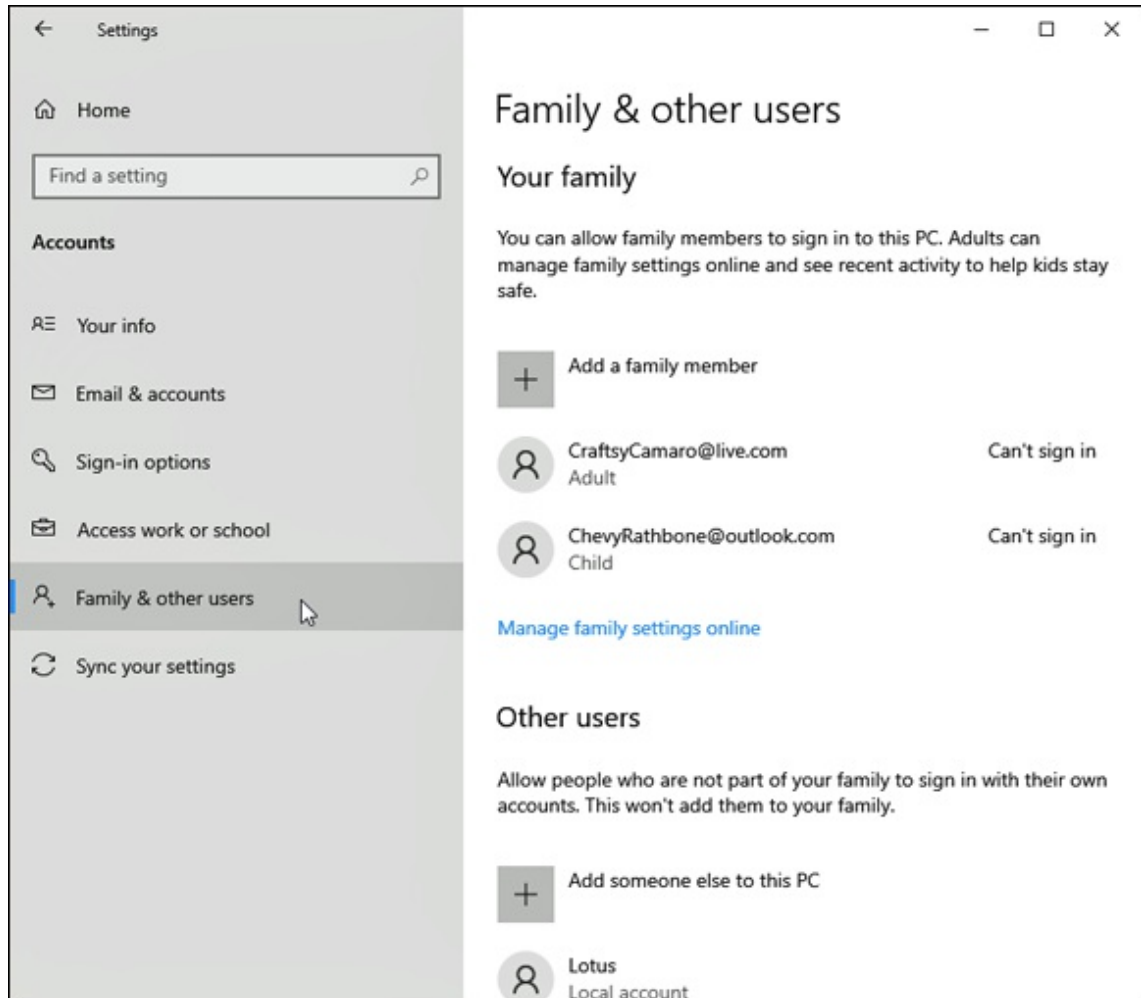 Settings
Home
Find a setting
Accounts
Your info
Email & accounts
Sign-in options
Access work or school
Family & other users
Sync your settings
Family & other users
Your family
You can allow family members to sign in to this PC. Adults can
manage family settings online and see recent activity to help kids stay
safe.
Add a family member
CraftsyCamaro@live.com
Can't sign in
Adult
ChevyRathbone@outlook.com
Can't sign in
Child
Manage family settings online
Other users
Allow people who are not part of your family to sign in with their own
accounts. This won't add them to your family.
Add someone else to this PC
Lotus
Local account